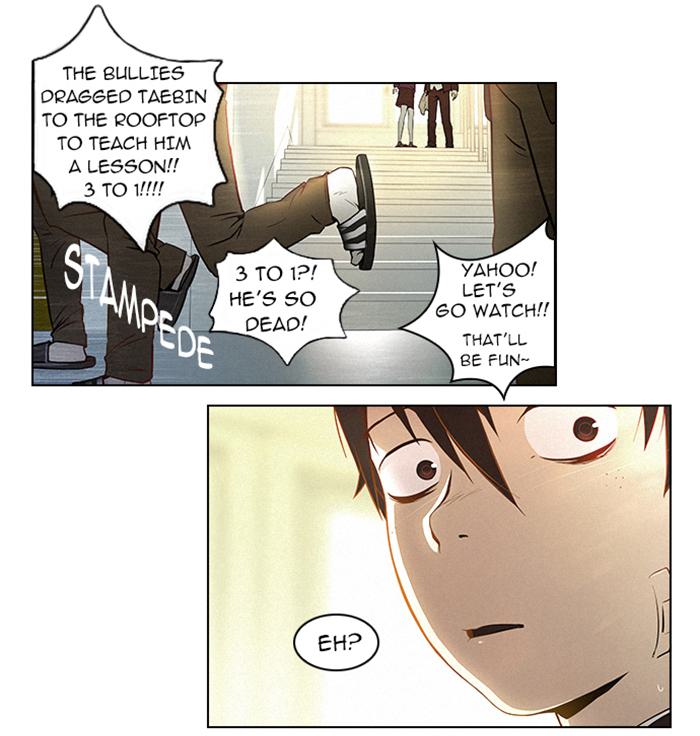 THE BULLIES
DRAGGED TAEBIN
TO THE ROOFTOP
TO TEACH HIM
A LESSON!!
3 TO 1!!!!
STAMPEDE
3 TO 1?!
HE'S SO
DEAD!
YAHOO!
LET'S
GO WATCH!!
THAT'LL
BE FUN~
EH?